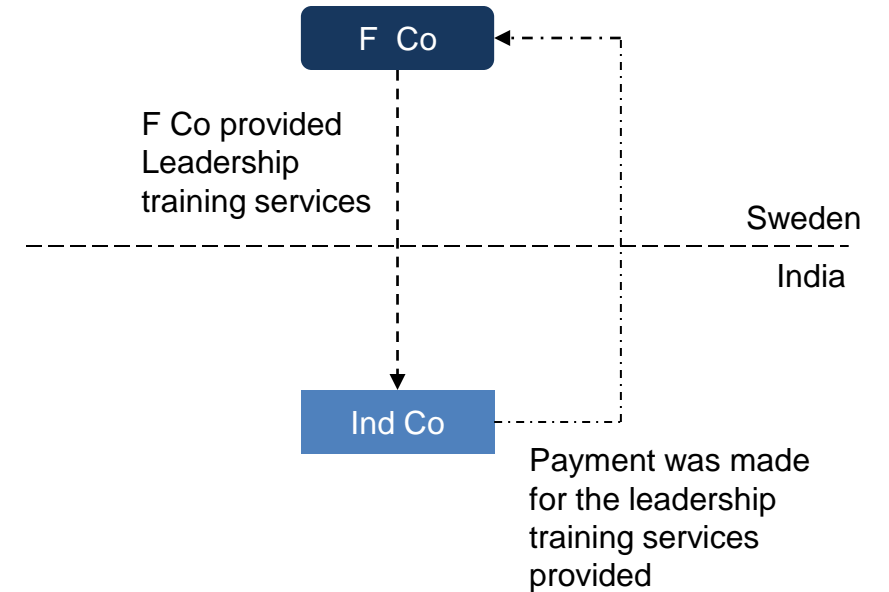 F Co
F Co provided
Leadership
training services
Sweden
India
Ind Co
Payment was made
for the leadership
training services
provided